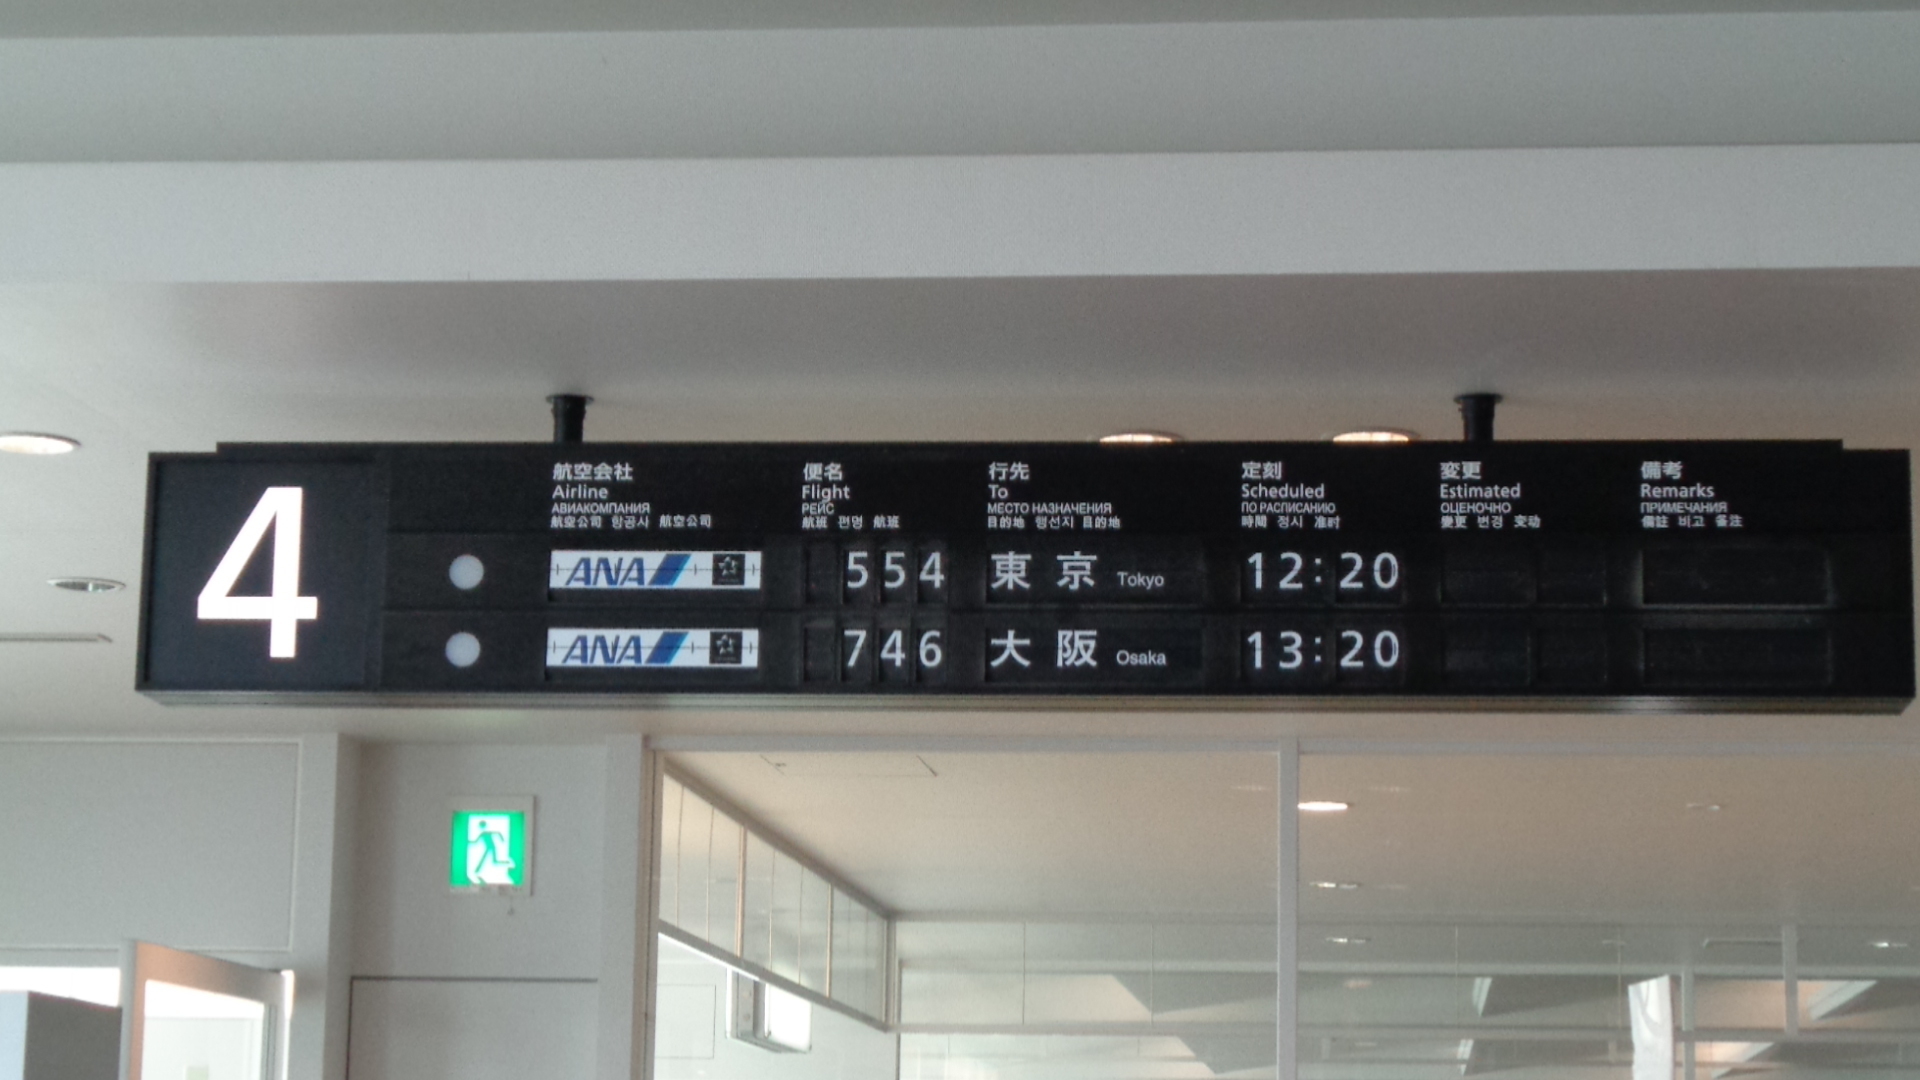 4
航空会社 便名 行先 定刻 変更 備考
Airline Flight To Scheduled Estimated Remarks
АВИАКОМПАНИЯ РЕЙС МЕСТО НАЗНАЧЕНИЯ ПО РАСПИСАНИЮ ОЦЕНОЧНО ПРИМЕЧАНИЯ
航空公司 항공사 航空公司 航班 편명 航班 目的地 행선지 目的地 時間 정시 准时 變更 변경 变动 備註 비고 备注
ANA 554 東京 Tokyo 12:20
ANA 746 大阪 Osaka 13:20